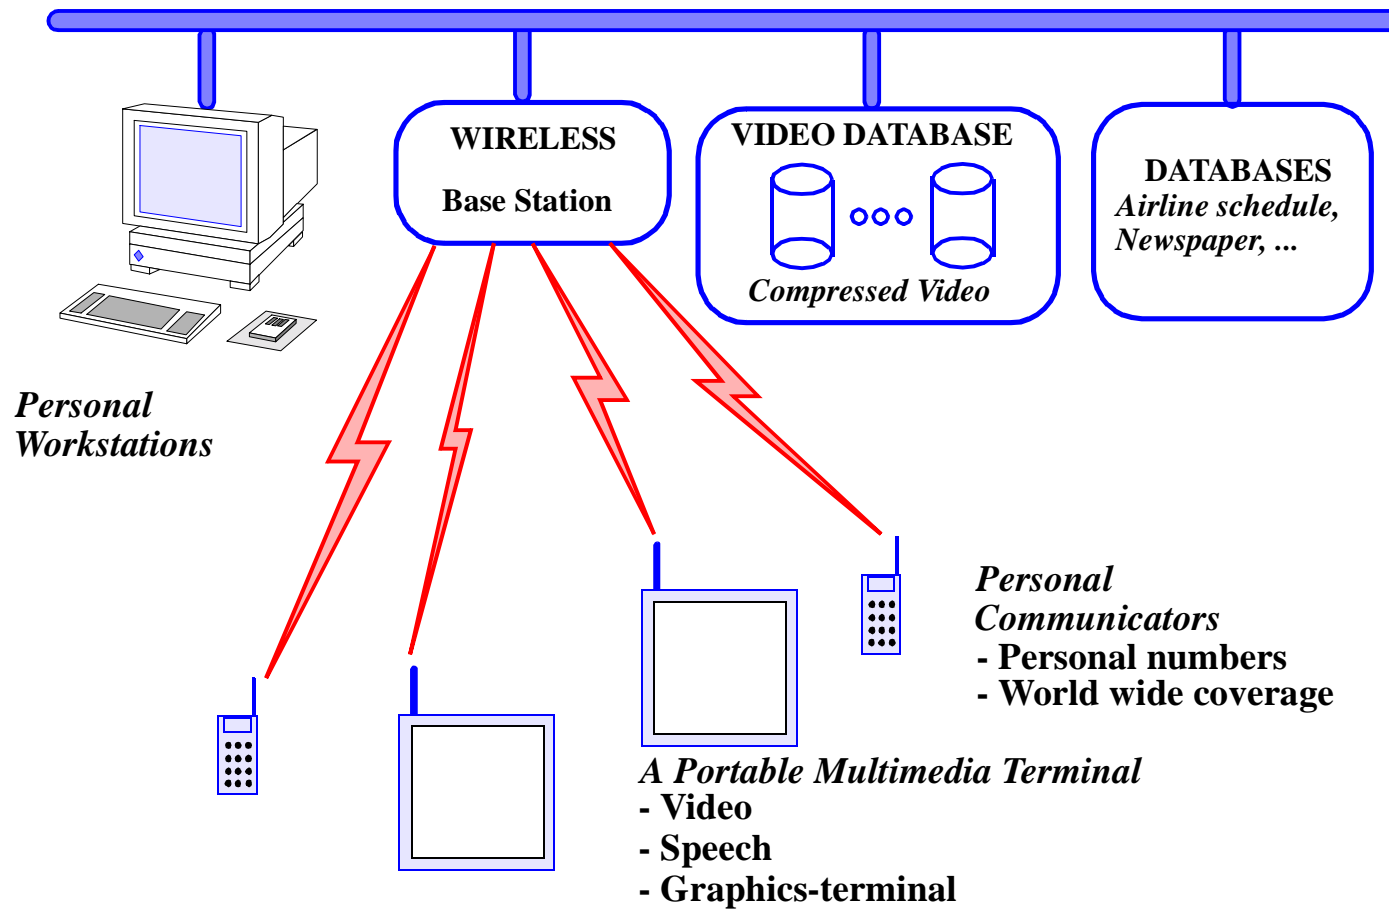 WIRELESS
Base Station
VIDEO DATABASE
Compressed Video
DATABASES
Airline schedule,
Newspaper, ...
Personal
Workstations
Personal
Communicators
- Personal numbers
- World wide coverage
A Portable Multimedia Terminal
- Video
- Speech
- Graphics-terminal